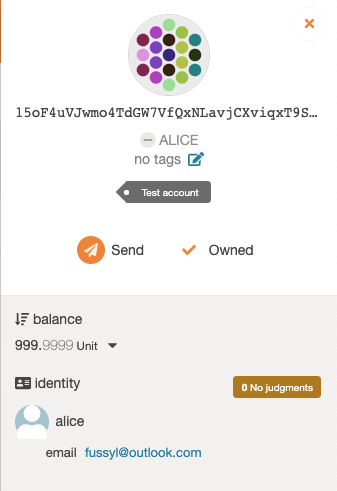 15oF4uVJwmo4TdGW7VfQxNLavjCXviqxT9S…
ALICE
no tags
Test account
Send Owned
balance
999.9999 Unit
identity
0 No judgments
alice
email fussyl@outlook.com